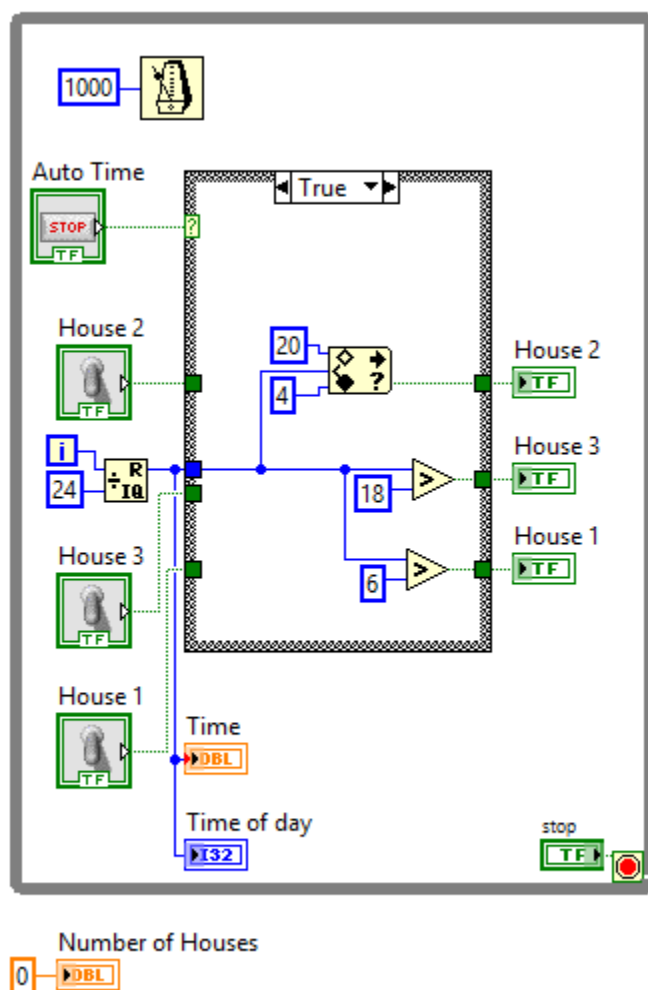 1000
Auto Time
True
STOP
TF
?
House 2
TF
20
4
?
House 2
TF
i
24
R
IQ
18
>
House 3
TF
House 3
TF
6
>
House 1
TF
House 1
TF
Time
DBL
Time of day
I32
stop
TF
Number of Houses
0
DBL